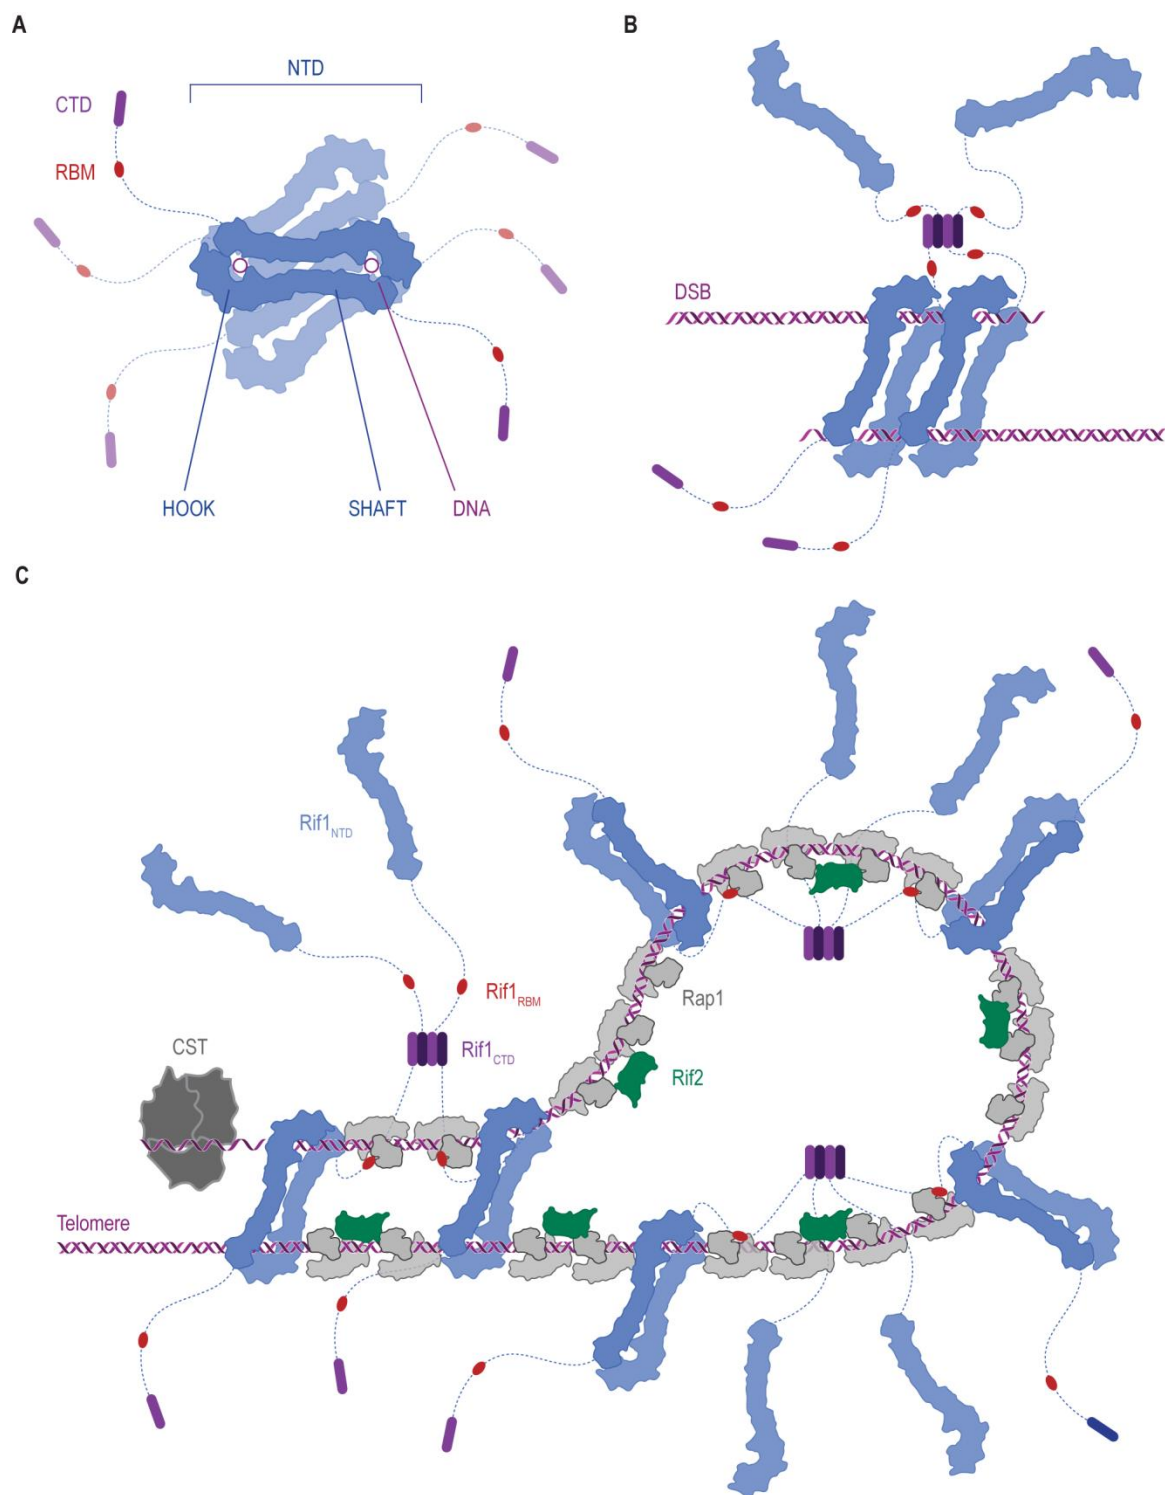 A
NTD
CTD
RBM
HOOK
SHAFT
DNA
B
DSB
C
Rif1NTD
Rif1RBM
Rif1CTD
CST
Rap1
Rif2
Telomere